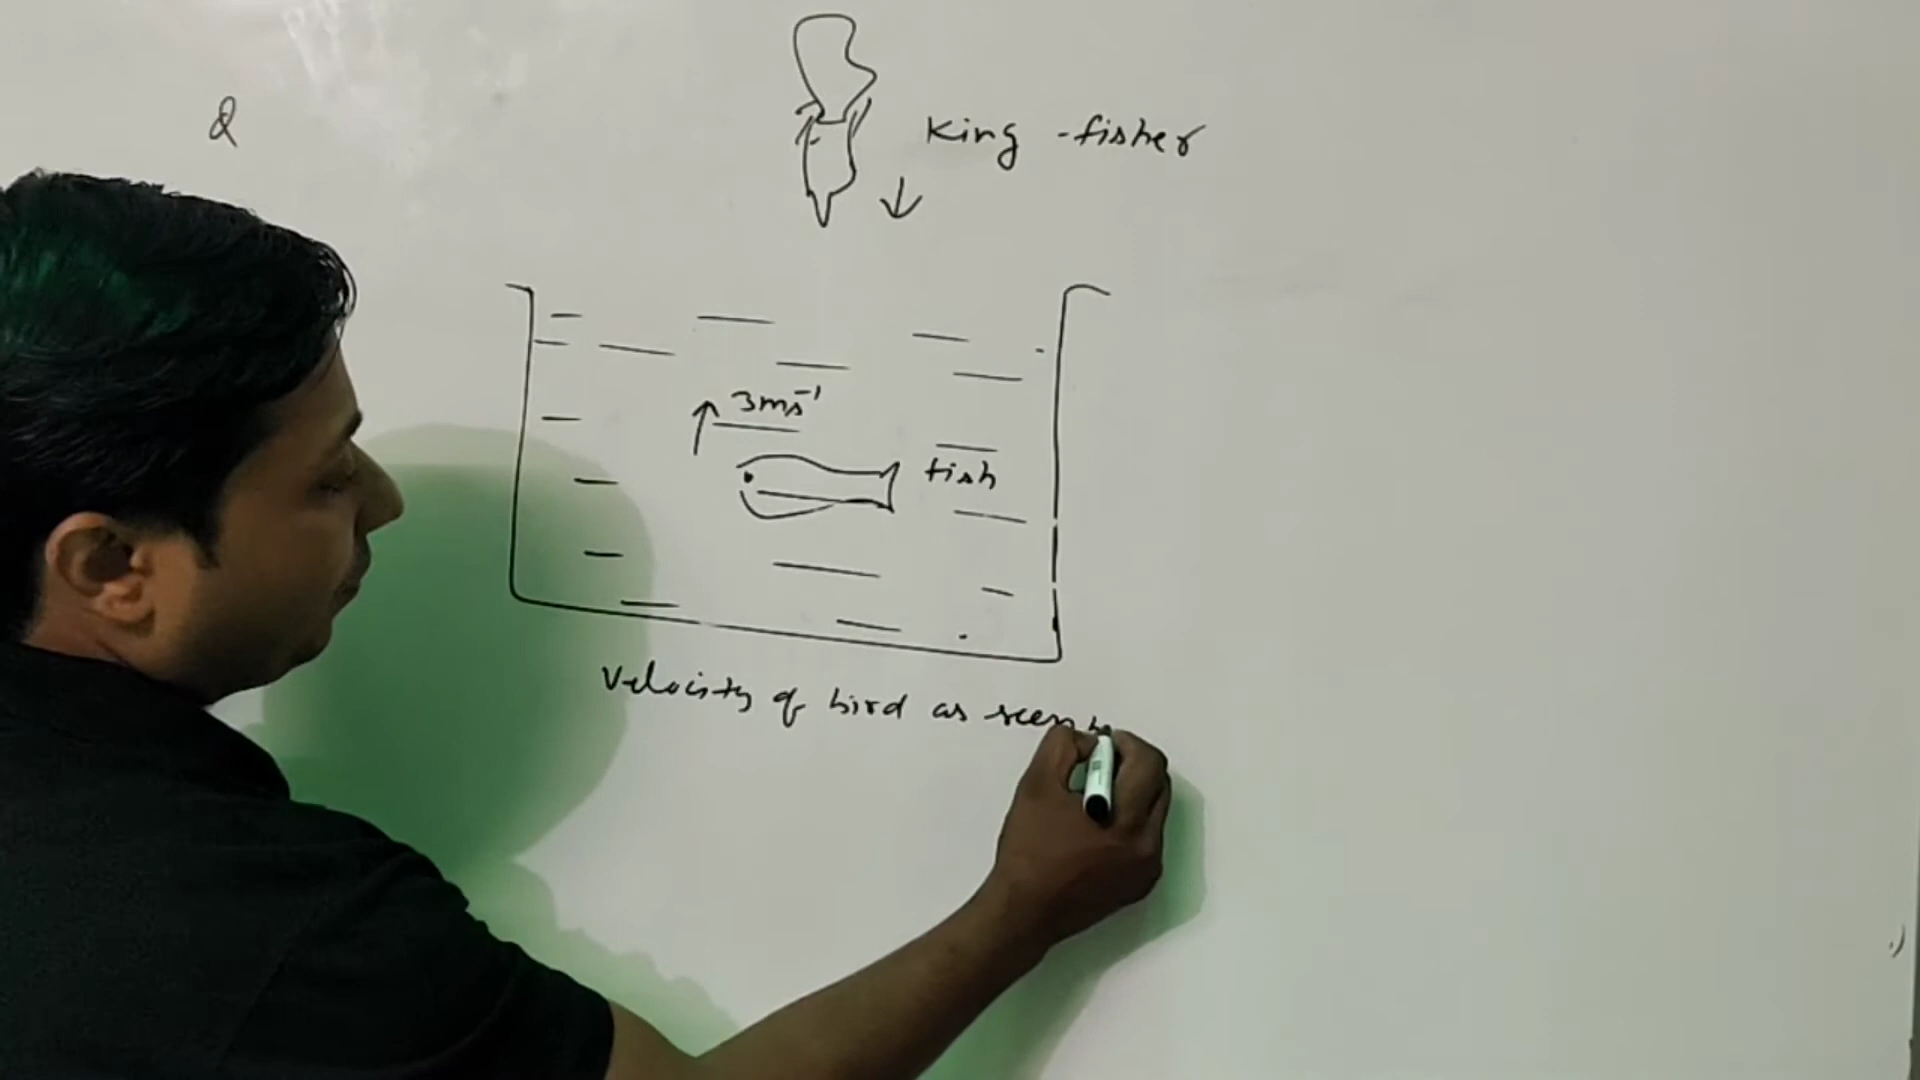 Q
King-fisher
3ms⁻¹
fish
Velocity of bird as seen